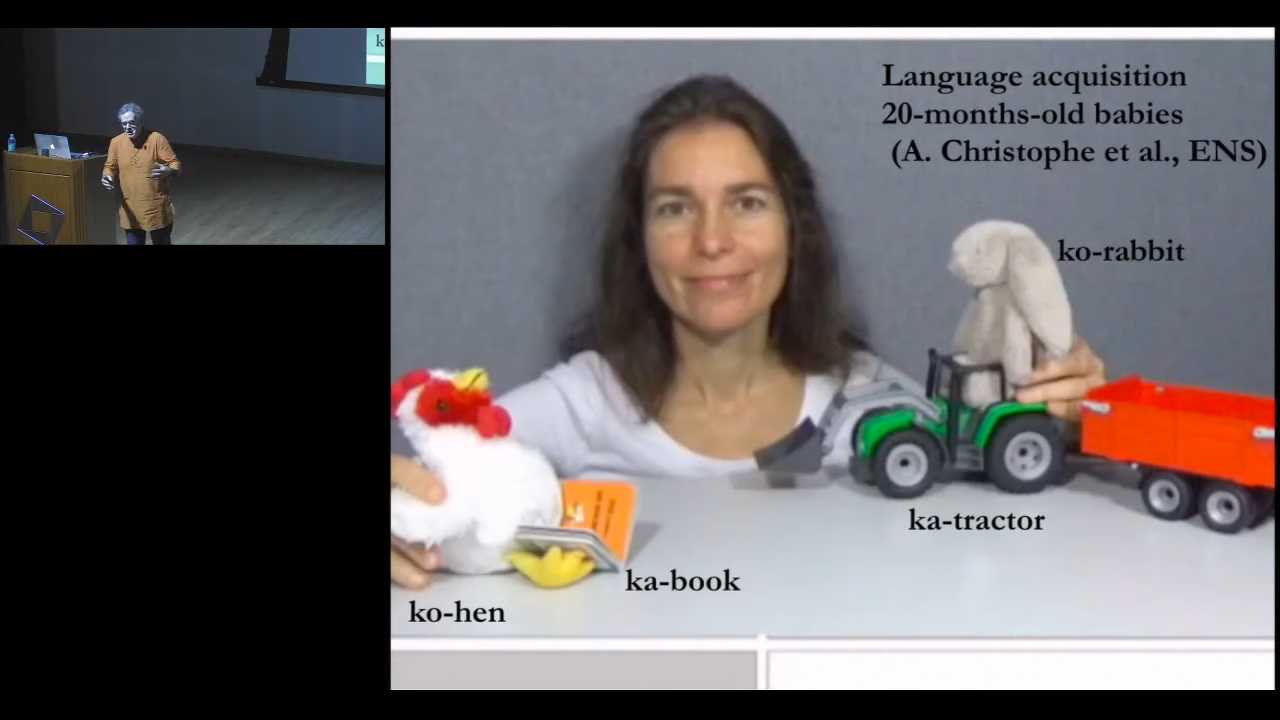 k
Language acquisition
20-months-old babies
(A. Christophe et al., ENS)
ko-rabbit
ka-tractor
ka-book
ko-hen